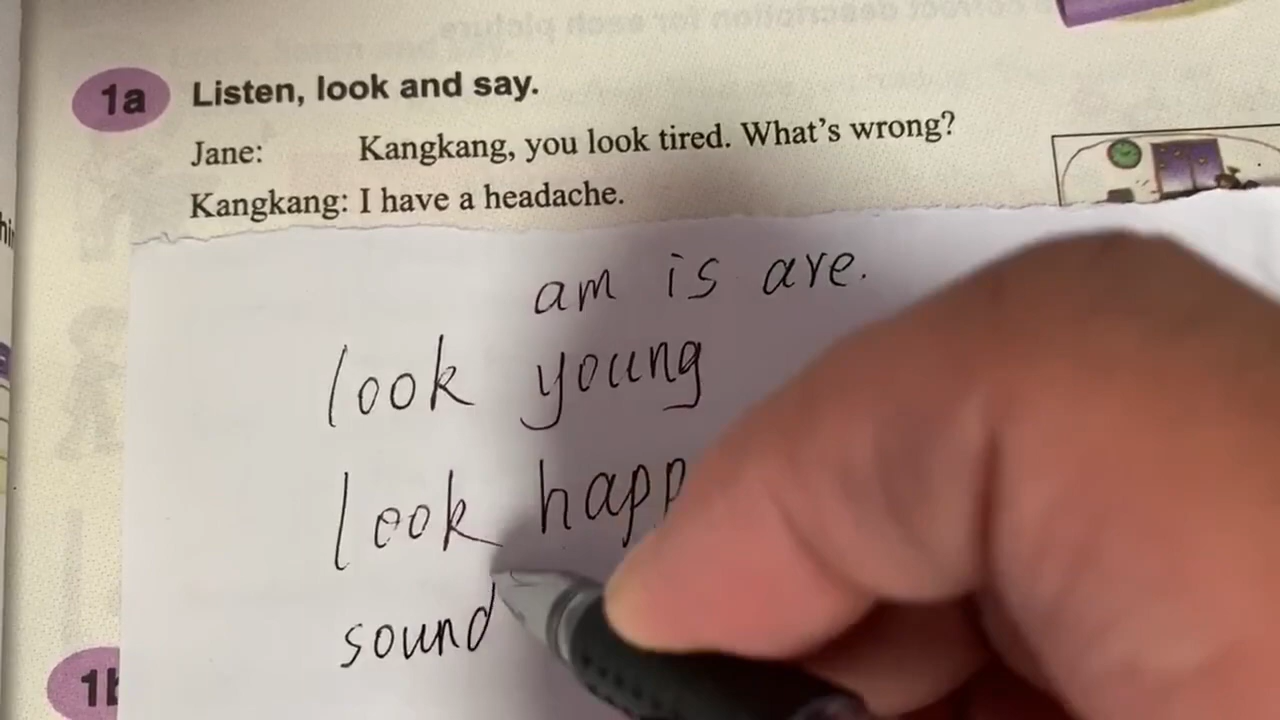 1a Listen, look and say.
Jane: Kangkang, you look tired. What's wrong?
Kangkang: I have a headache.
am is are.
look young
look happ
sound